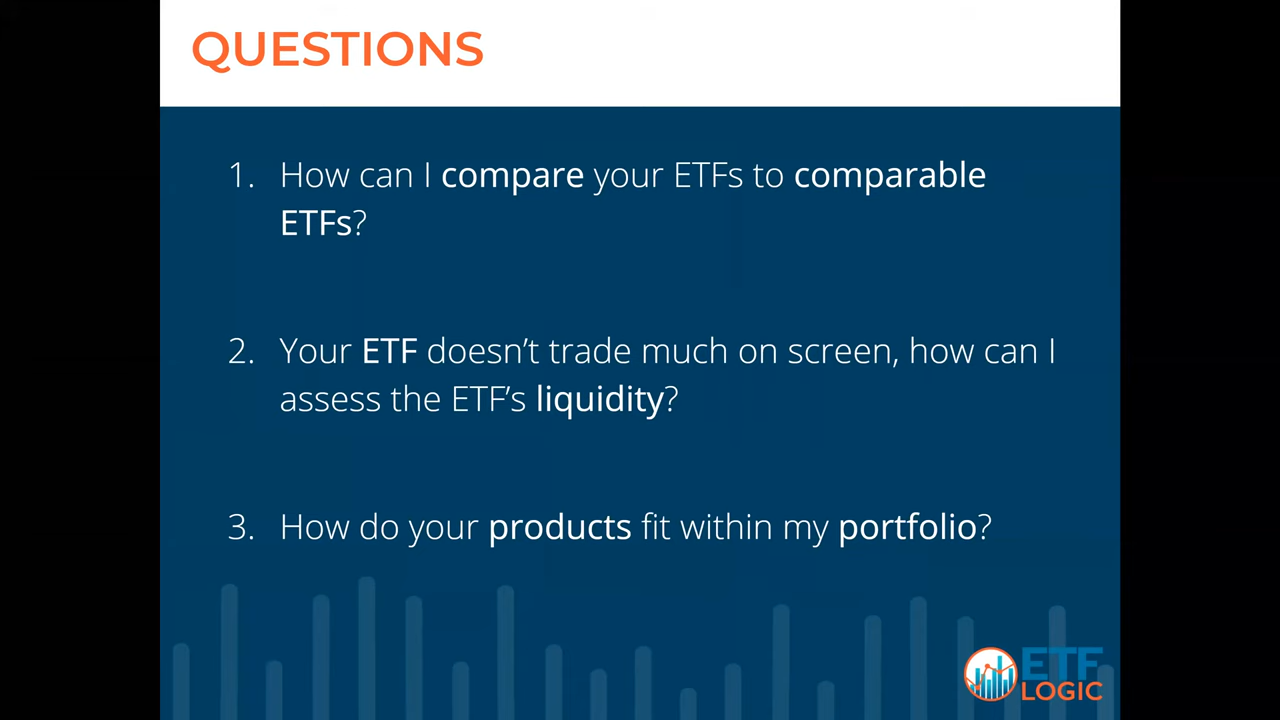 QUESTIONS
1. How can I compare your ETFs to comparable
ETFs?
2. Your ETF doesn’t trade much on screen, how can I
assess the ETF’s liquidity?
3. How do your products fit within my portfolio?
ETF
LOGIC